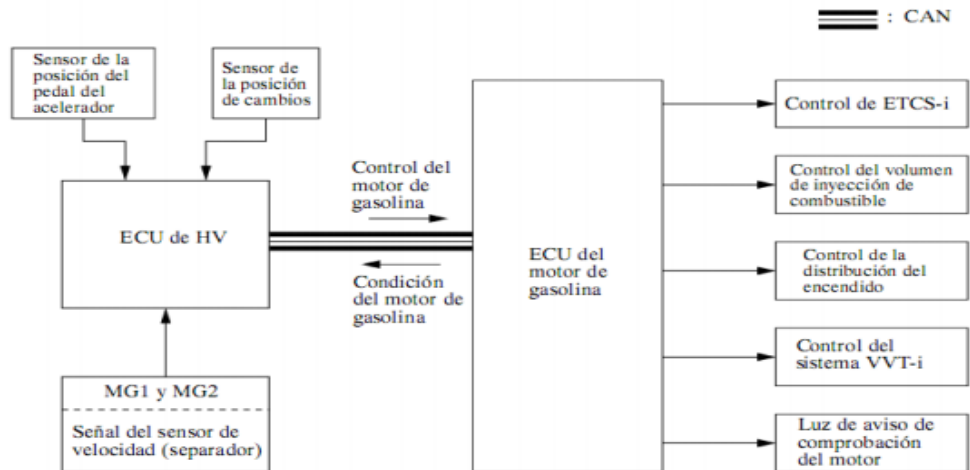 : CAN
Sensor de la
posición del
pedal del
acelerador
Sensor de
la posición
de cambios
ECU de HV
MG1 y MG2
Señal del sensor de
velocidad (separador)
Control del
motor de
gasolina
Condición
del motor de
gasolina
ECU del
motor de
gasolina
Control de ETCS-i
Control del volumen
de inyección de
combustible
Control de la
distribución del
encendido
Control del
sistema VVT-i
Luz de aviso de
comprobación
del motor